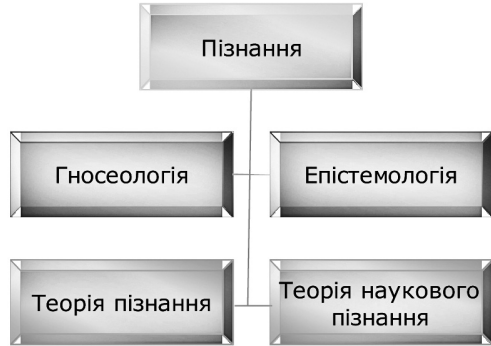 Пізнання
Гносеологія
Епістемологія
Теорія пізнання
Теорія наукового
пізнання